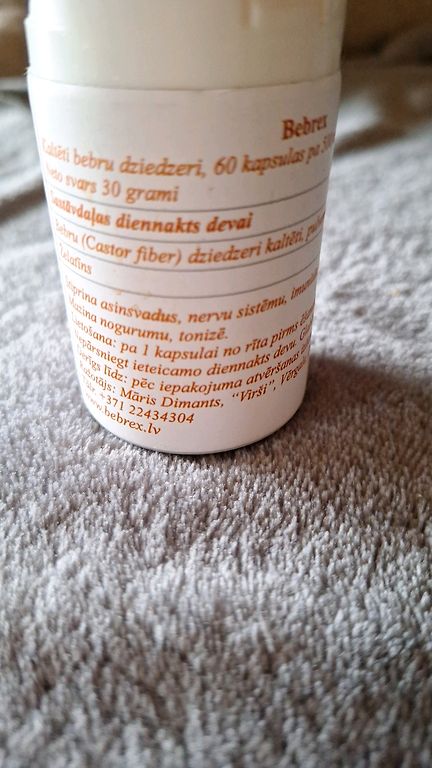 Bebrex
Kaltēti bebru dziedzeri, 60 kapsulas pa
Neto svars 30 grami
Sastāvdaļas diennakts devai
Bebru (Castor fiber) dziedzeri kaltēti,
Želatīns
Stiprina asinsvadus, nervu sistēmu,
Mazina nogurumu, tonizē.
Lietošana: pa 1 kapsulai no rīta pirms
Nepārsniegt ieteicamo diennakts devu.
Derīgs līdz: pēc iepakojuma atvēršanas
Ražotājs: Māris Dimants, "Virši",
+371 22434304
www.bebrex.lv